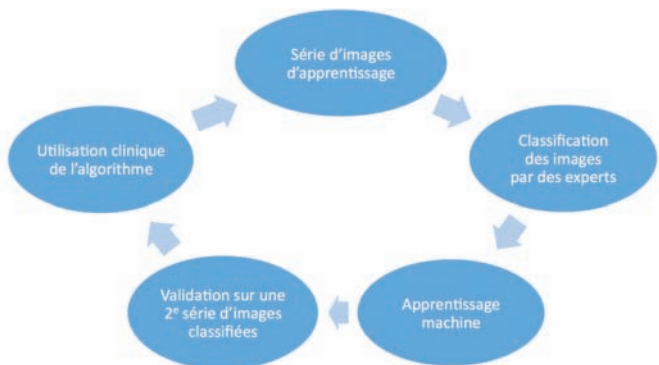 Série d'images
d'apprentissage
Classification
des images
par des experts
Apprentissage
machine
Validation sur une
2e série d'images
classifiées
Utilisation clinique
de l'algorithme